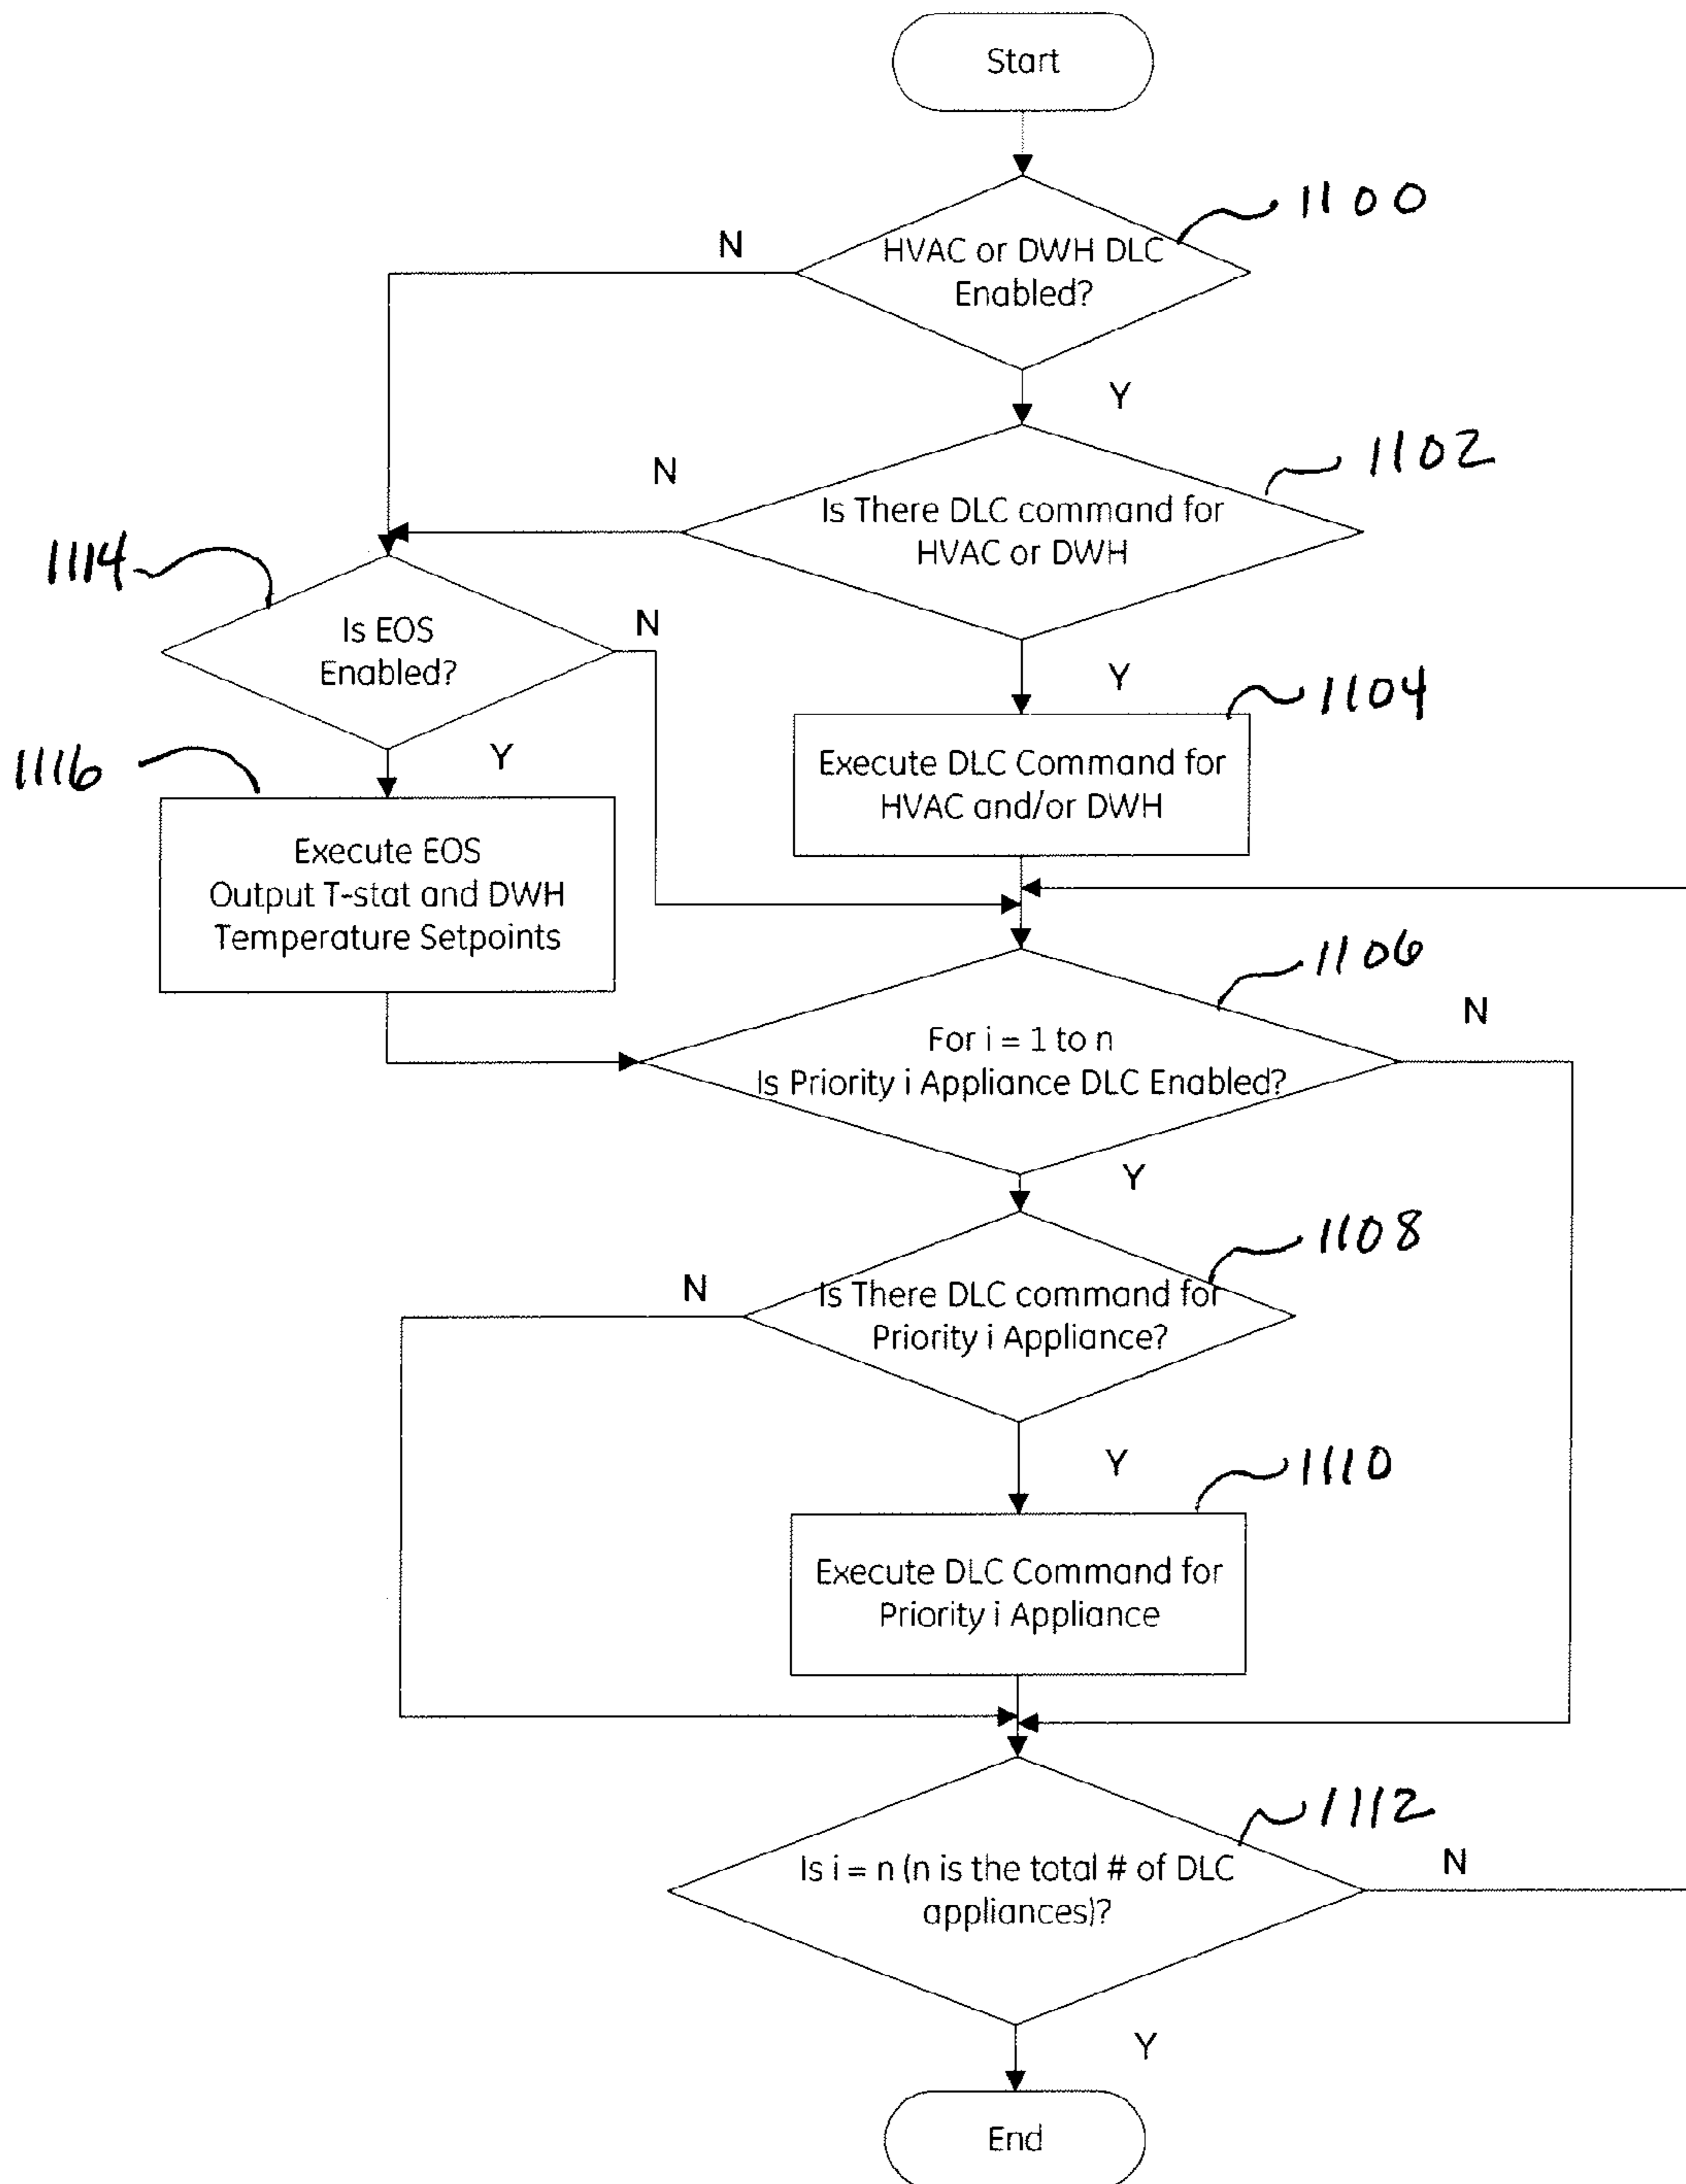 Start
1100
N
HVAC or DWH DLC
Enabled?
Y
1102
N
Is There DLC command for
HVAC or DWH
1114
Is EOS
Enabled?
N
Y
1104
Execute DLC Command for
HVAC and/or DWH
Y
1116
Execute EOS
Output T-stat and DWH
Temperature Setpoints
1106
N
For i = 1 to n
Is Priority i Appliance DLC Enabled?
Y
1108
N
Is There DLC command for
Priority i Appliance?
Y
1110
Execute DLC Command for
Priority i Appliance
1112
Is i = n (n is the total # of DLC
appliances)?
N
Y
End